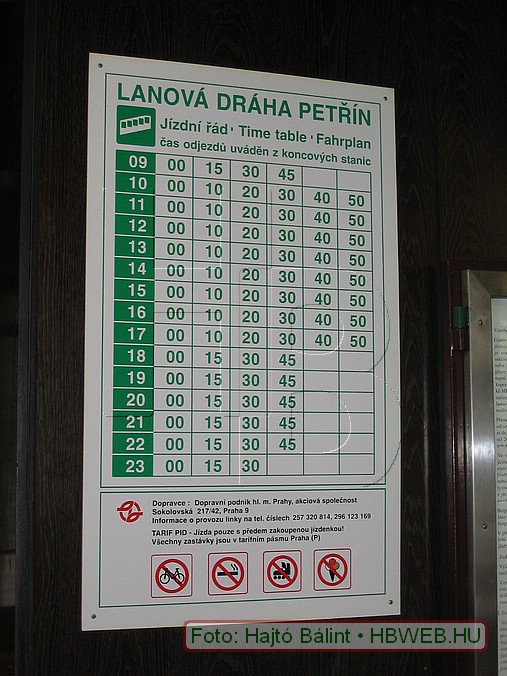 LANOVÁ DRÁHA PETŘÍN
Jízdní řád · Time table · Fahrplan
čas odjezdů uváděn z koncových stanic
09 00 15 30 45
10 00 10 20 30 40 50
11 00 10 20 30 40 50
12 00 10 20 30 40 50
13 00 10 20 30 40 50
14 00 10 20 30 40 50
15 00 10 20 30 40 50
16 00 10 20 30 40 50
17 00 10 20 30 40 50
18 00 15 30 45
19 00 15 30 45
20 00 15 30 45
21 00 15 30 45
22 00 15 30 45
23 00 15 30
Dopravce : Dopravní podnik hl. m. Prahy, akciová společnost
Sokolovská 217/42, Praha 9
Informace o provozu linky na tel. číslech 257 320 814, 296 123 169
TARIF PID - Jízda pouze s předem zakoupenou jízdenkou!
Všechny zastávky jsou v tarifním pásmu Praha (P)
Foto: Hajtó Bálint • HBWEB.HU